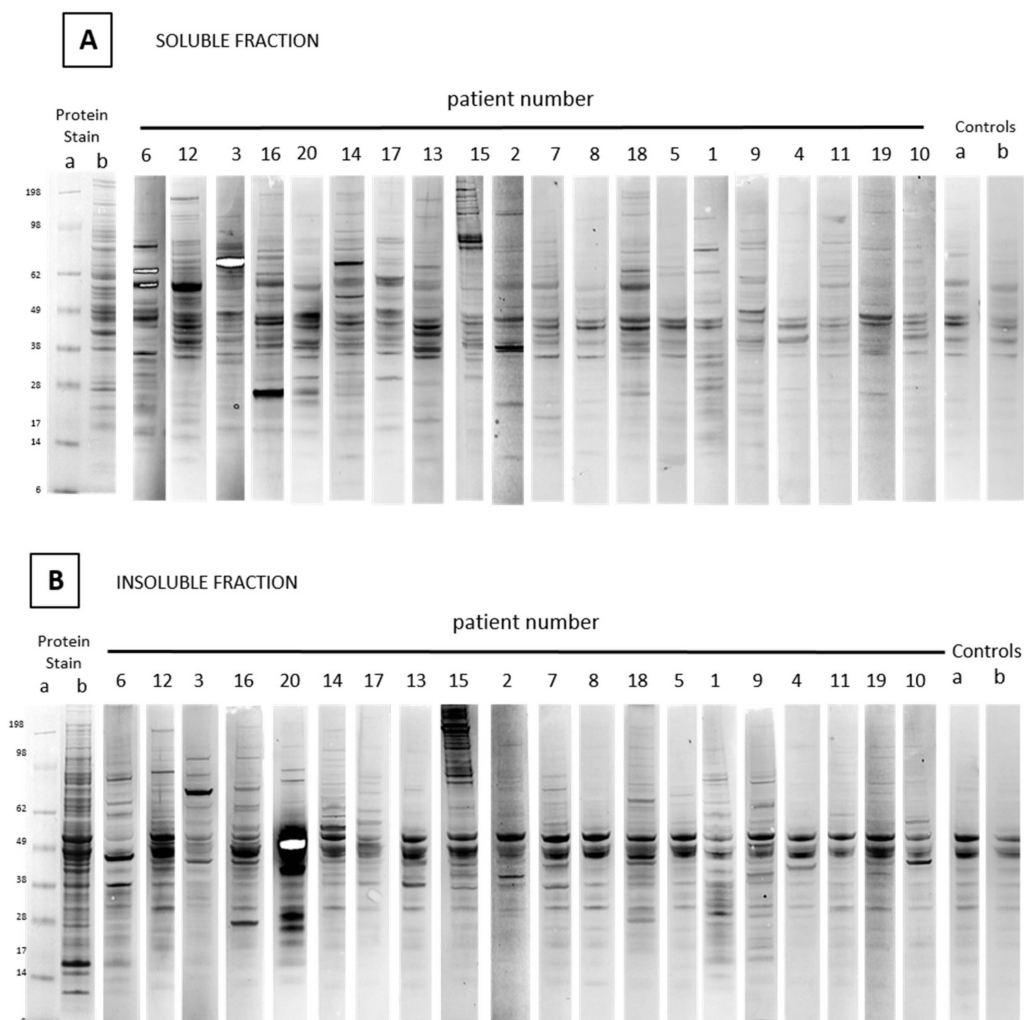 A SOLUBLE FRACTION
patient number
Protein
Stain
Controls
a b 6 12 3 16 20 14 17 13 15 2 7 8 18 5 1 9 4 11 19 10 a b
198
98
62
49
38
28
17
14
6
B INSOLUBLE FRACTION
patient number
Protein
Stain
Controls
a b 6 12 3 16 20 14 17 13 15 2 7 8 18 5 1 9 4 11 19 10 a b
198
98
62
49
38
28
17
14